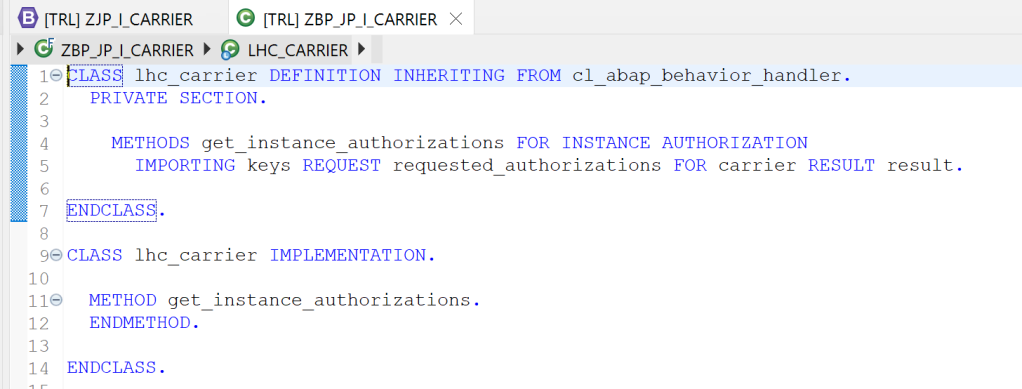 [TRL] ZJP_I_CARRIER
[TRL] ZBP_JP_I_CARRIER
ZBP_JP_I_CARRIER LHC_CARRIER
1 CLASS lhc_carrier DEFINITION INHERITING FROM cl_abap_behavior_handler.
2 PRIVATE SECTION.
3
4 METHODS get_instance_authorizations FOR INSTANCE AUTHORIZATION
5 IMPORTING keys REQUEST requested_authorizations FOR carrier RESULT result.
6
7 ENDCLASS.
8
9 CLASS lhc_carrier IMPLEMENTATION.
10
11 METHOD get_instance_authorizations.
12 ENDMETHOD.
13
14 ENDCLASS.